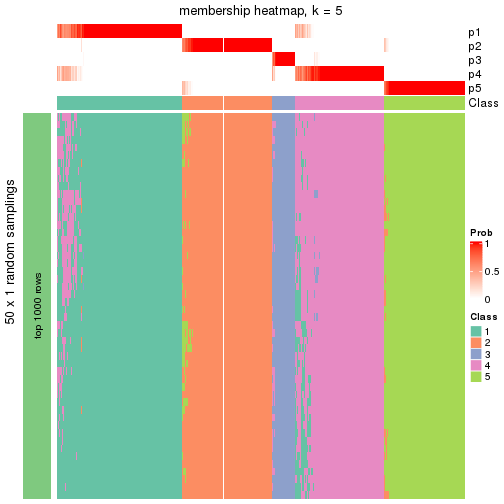 membership heatmap, k = 5
p1
p2
p3
p4
p5
Class
50 x 1 random samplings
top 1000 rows
Prob
1
0.5
0
Class
1
2
3
4
5